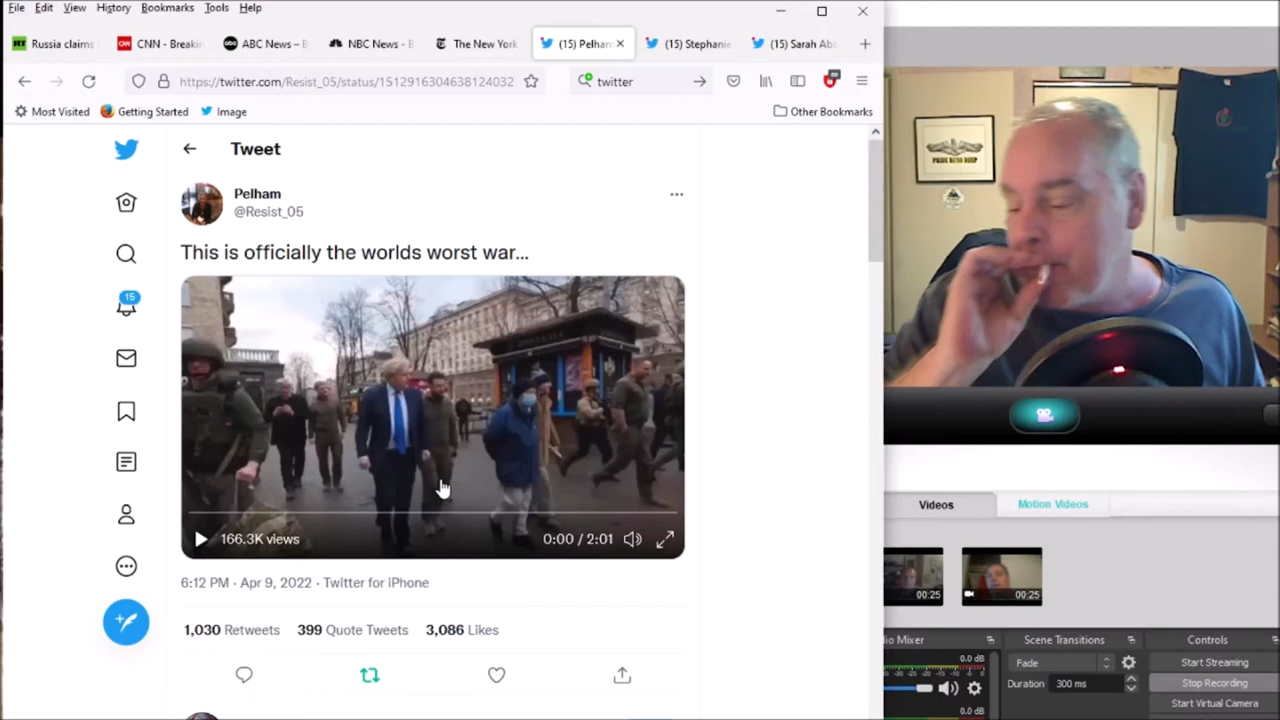 File Edit View History Bookmarks Tools Help
Russia claims
CNN - Breakin
ABC News – B
NBC News - B
The New York
(15) Pelham
(15) Stephanie
(15) Sarah Ab
https://twitter.com/Resist_05/status/1512916304638124032
twitter
Most Visited
Getting Started
Image
Other Bookmarks
Tweet
Pelham
@Resist_05
This is officially the worlds worst war...
15
166.3K views
0:00 / 2:01
6:12 PM · Apr 9, 2022 · Twitter for iPhone
1,030 Retweets 399 Quote Tweets 3,086 Likes
Videos
Motion Videos
00:25
00:25
io Mixer
Scene Transitions
Controls
0.0 dB
Fade
Start Streaming
Duration
300 ms
Stop Recording
Start Virtual Camera
0.0 dB